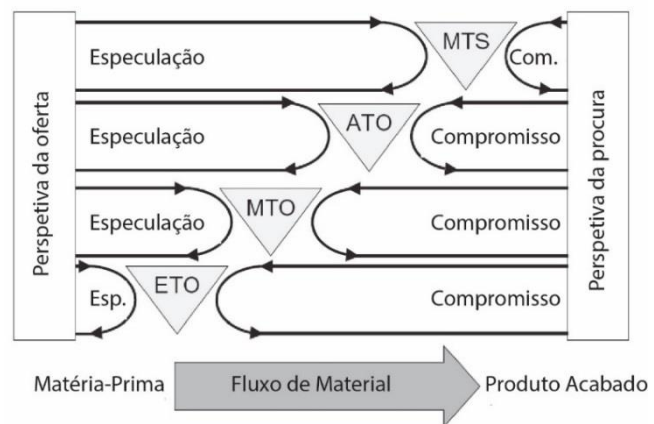 Perspetiva da oferta
Especulação
MTS
Com.
Especulação
ATO
Compromisso
Especulação
MTO
Compromisso
Esp.
ETO
Compromisso
Perspetiva da procura
Matéria-Prima
Fluxo de Material
Produto Acabado